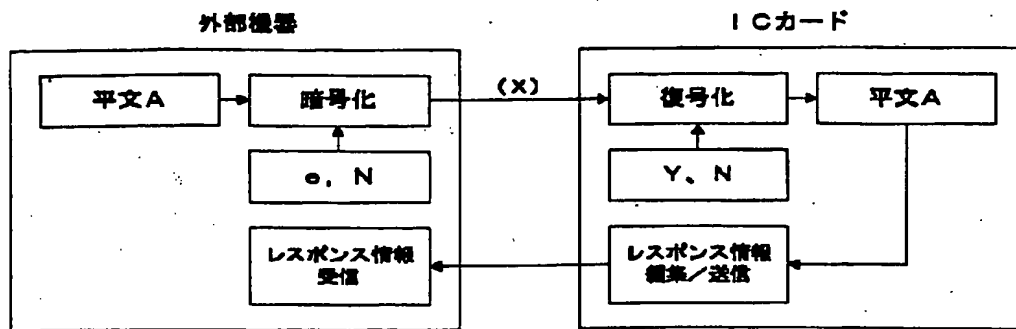 外部機器
ICカード
平文A
暗号化
(X)
復号化
平文A
e, N
Y、N
レスポンス情報
受信
レスポンス情報
編集／送信